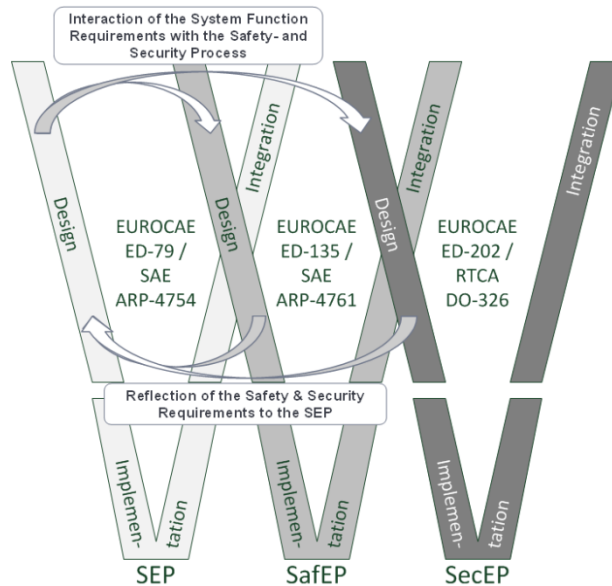 Interaction of the System Function
Requirements with the Safety- and
Security Process
Design
Integration
EUROCAE
ED-79 /
SAE
ARP-4754
Design
Integration
EUROCAE
ED-135 /
SAE
ARP-4761
Design
Integration
EUROCAE
ED-202 /
RTCA
DO-326
Reflection of the Safety & Security
Requirements to the SEP
Implemen-
tation
Implemen-
tation
Implemen-
tation
SEP
SafEP
SecEP